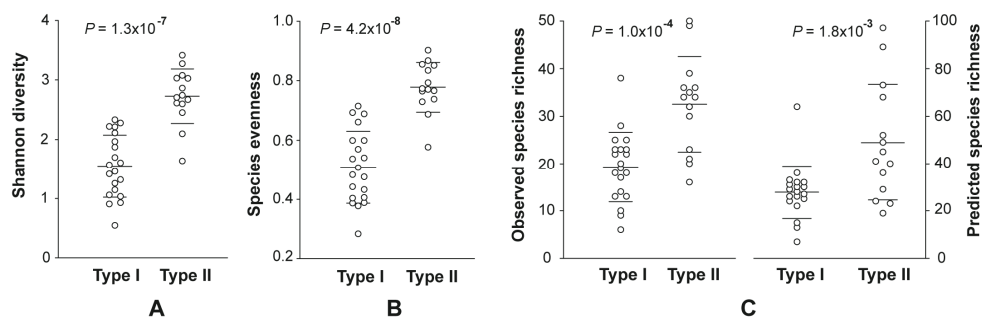 P = 1.3x10⁻⁷
Shannon diversity
4
3
2
1
0
Type I Type II
A
P = 4.2x10⁻⁸
Species evenness
1.0
0.8
0.6
0.4
0.2
Type I Type II
B
P = 1.0x10⁻⁴
Observed species richness
50
40
30
20
10
0
Type I Type II
P = 1.8x10⁻³
100
80
60
40
20
0
Predicted species richness
Type I Type II
C